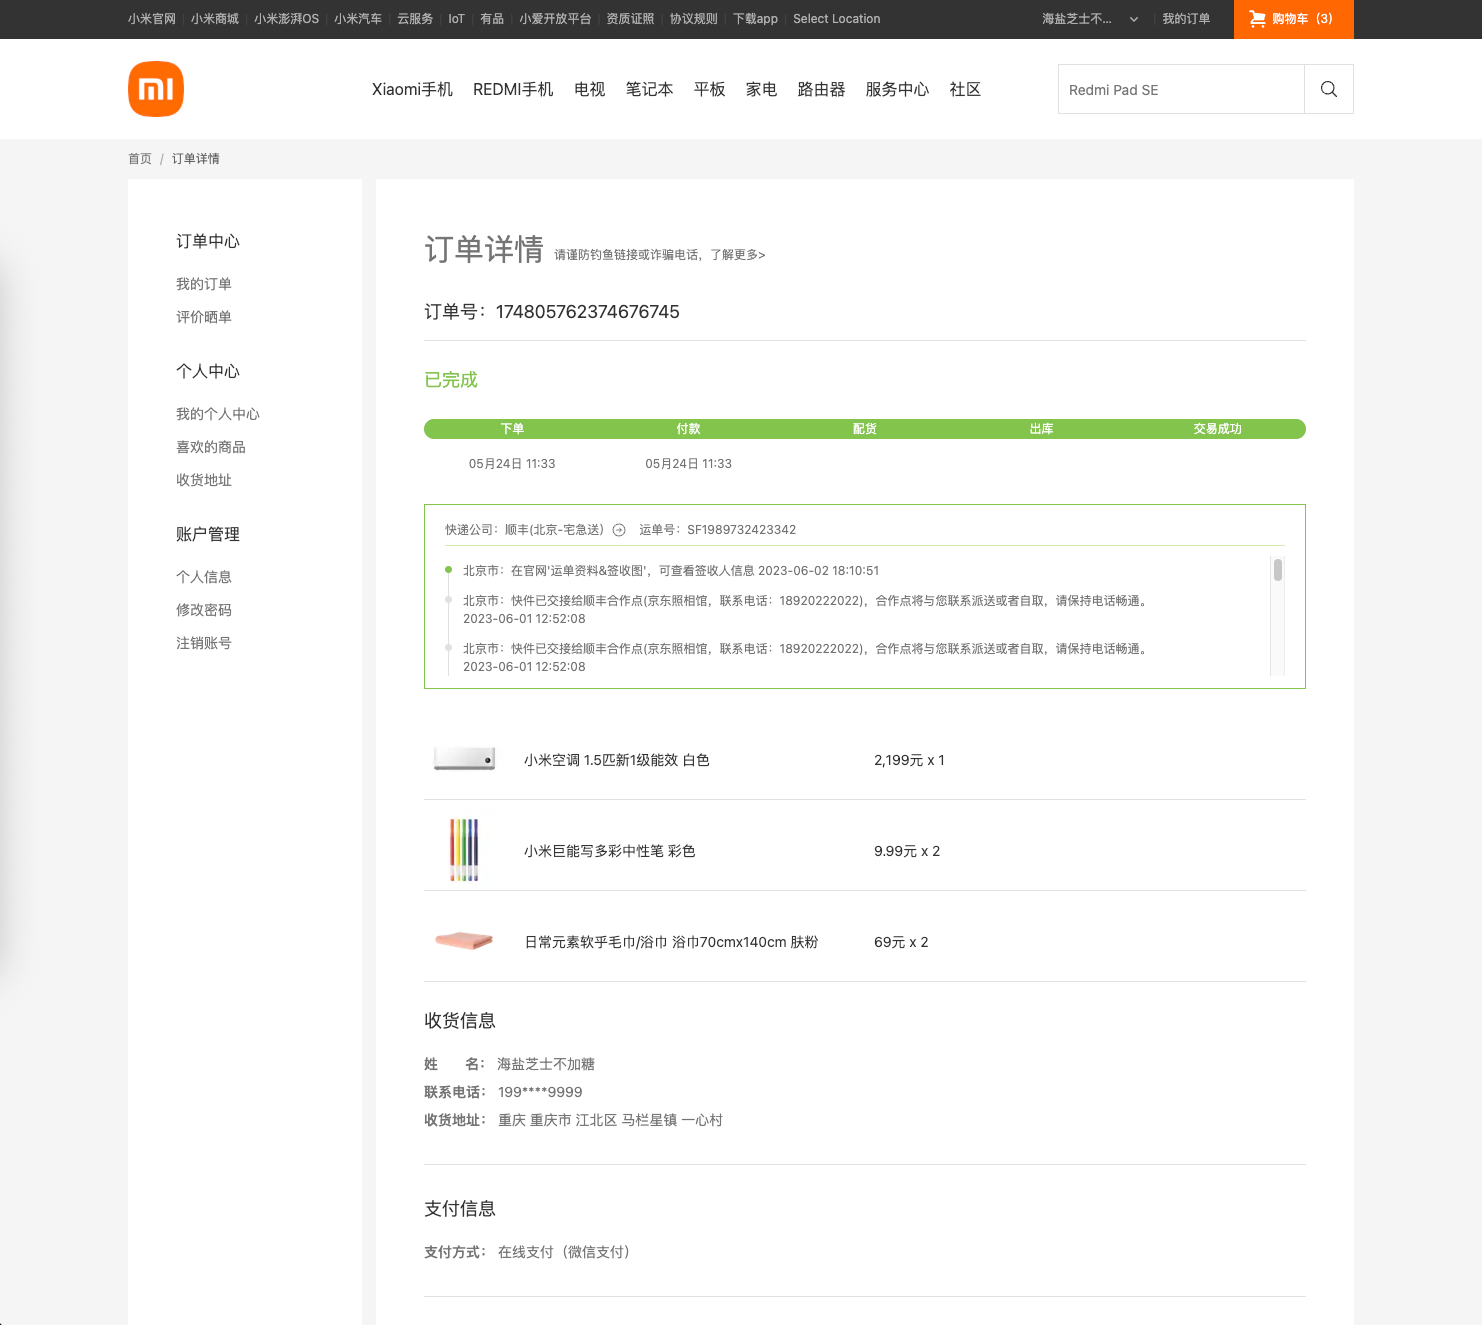 小米官网 小米商城 小米澎湃OS 小米汽车 云服务 IoT 有品 小爱开放平台 资质证照 协议规则 下载app Select Location 海盐芝士不... 我的订单 购物车（3）
Xiaomi手机 REDMI手机 电视 笔记本 平板 家电 路由器 服务中心 社区 Redmi Pad SE
首页 / 订单详情
订单中心
我的订单
评价晒单
个人中心
我的个人中心
喜欢的商品
收货地址
账户管理
个人信息
修改密码
注销账号
订单详情 请谨防钓鱼链接或诈骗电话，了解更多>
订单号：174805762374676745
已完成
下单 付款 配货 出库 交易成功
05月24日 11:33 05月24日 11:33
快递公司：顺丰(北京-宅急送) 运单号：SF1989732423342
北京市：在官网'运单资料&签收图'，可查看签收人信息 2023-06-02 18:10:51
北京市：快件已交接给顺丰合作点(京东照相馆，联系电话：18920222022)，合作点将与您联系派送或者自取，请保持电话畅通。
2023-06-01 12:52:08
北京市：快件已交接给顺丰合作点(京东照相馆，联系电话：18920222022)，合作点将与您联系派送或者自取，请保持电话畅通。
2023-06-01 12:52:08
小米空调 1.5匹新1级能效 白色 2,199元 x 1
小米巨能写多彩中性笔 彩色 9.99元 x 2
日常元素软乎毛巾/浴巾 浴巾70cmx140cm 肤粉 69元 x 2
收货信息
姓 名：海盐芝士不加糖
联系电话：199****9999
收货地址：重庆 重庆市 江北区 马栏星镇 一心村
支付信息
支付方式：在线支付（微信支付）